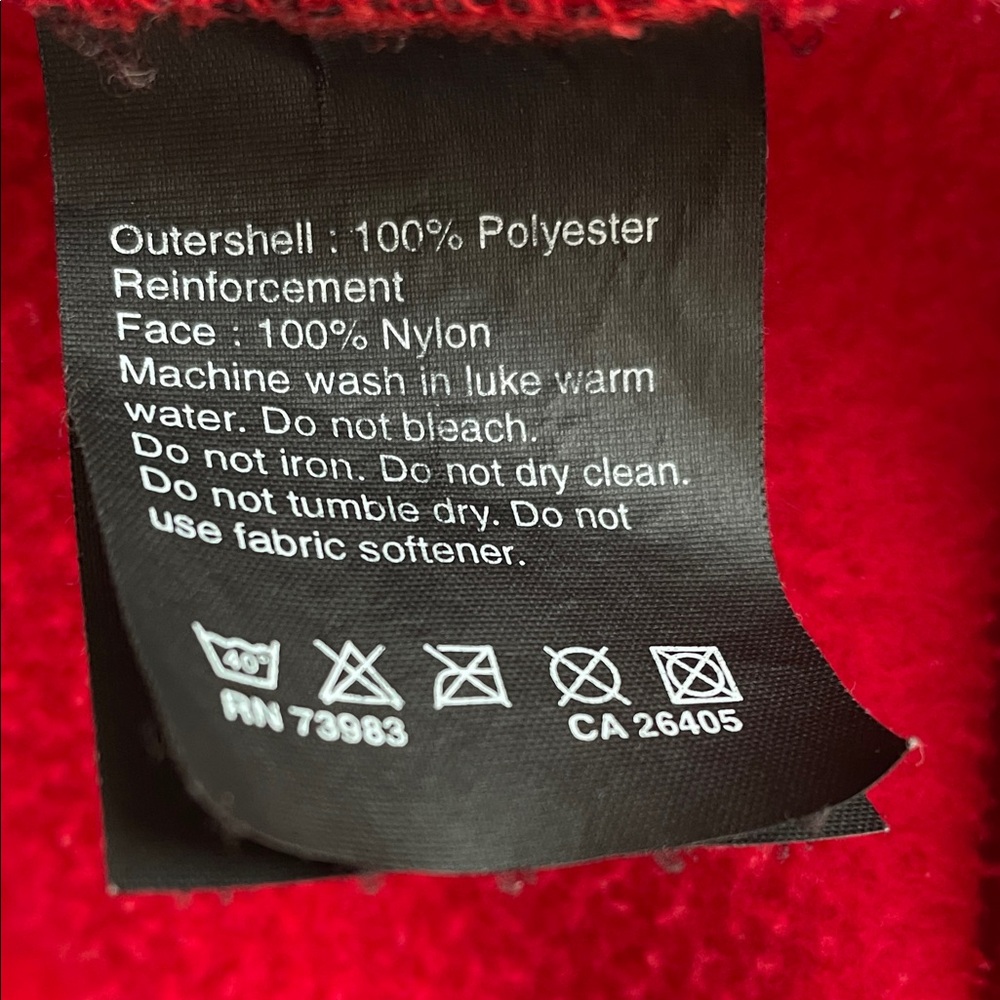 Outershell : 100% Polyester
Reinforcement
Face : 100% Nylon
Machine wash in luke warm
water. Do not bleach.
Do not iron. Do not dry clean.
Do not tumble dry. Do not
use fabric softener.
40°
RN 73983 CA 26405